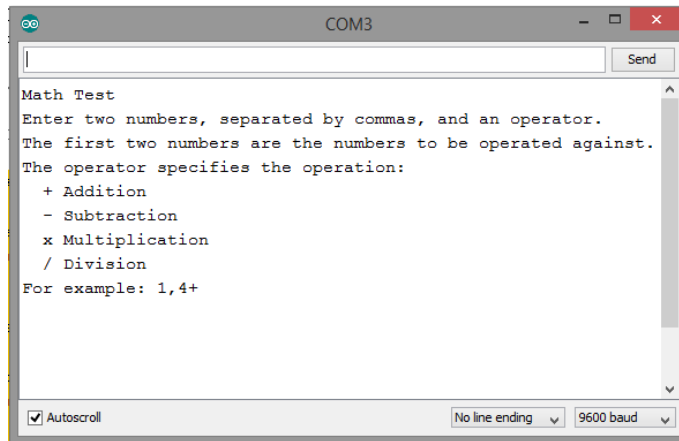 COM3
Send
Math Test
Enter two numbers, separated by commas, and an operator.
The first two numbers are the numbers to be operated against.
The operator specifies the operation:
+ Addition
- Subtraction
x Multiplication
/ Division
For example: 1,4+
Autoscroll
No line ending
9600 baud